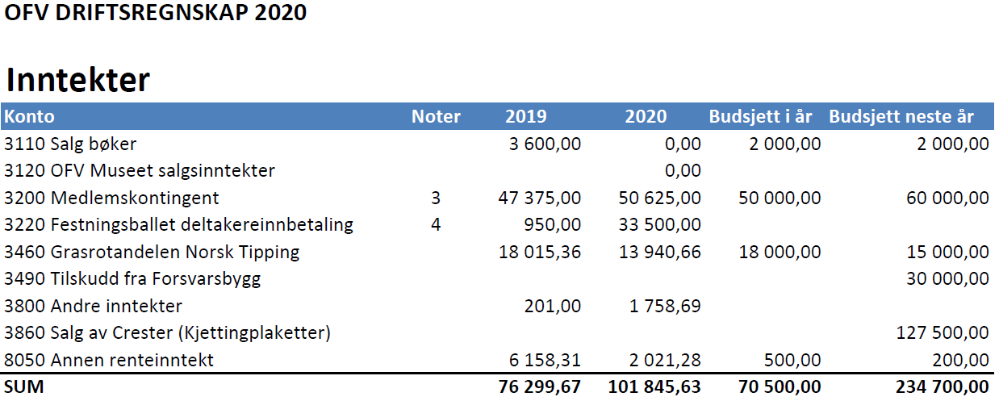 OFV DRIFTSREGNSKAP 2020
Inntekter
Konto Noter 2019 2020 Budsjett i år Budsjett neste år
3110 Salg bøker 3 600,00 0,00 2 000,00 2 000,00
3120 OFV Museet salgsinntekter 0,00
3200 Medlemskontingent 3 47 375,00 50 625,00 50 000,00 60 000,00
3220 Festningsballet deltakereinnbetaling 4 950,00 33 500,00
3460 Grasrotandelen Norsk Tipping 18 015,36 13 940,66 18 000,00 15 000,00
3490 Tilskudd fra Forsvarsbygg 30 000,00
3800 Andre inntekter 201,00 1 758,69
3860 Salg av Crester (Kjettingplaketter) 127 500,00
8050 Annen renteinntekt 6 158,31 2 021,28 500,00 200,00
SUM 76 299,67 101 845,63 70 500,00 234 700,00